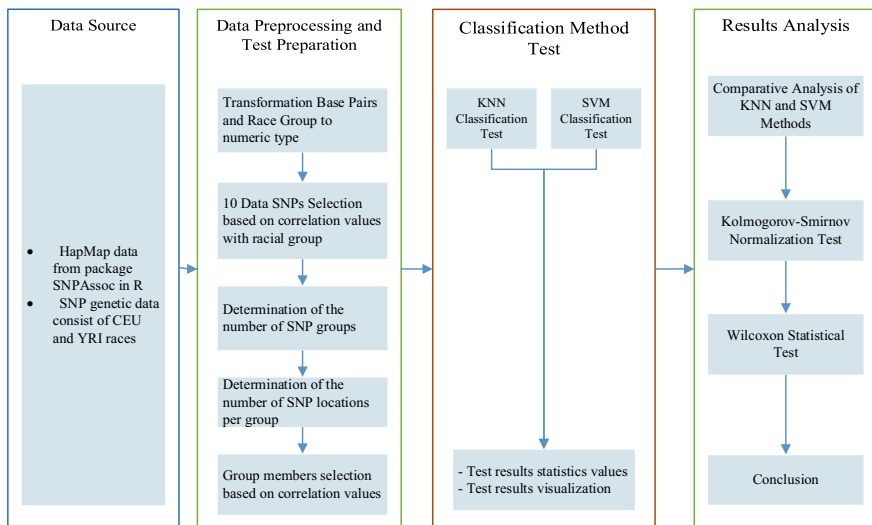 Data Source
• HapMap data
from package
SNPAssoc in R
• SNP genetic data
consist of CEU
and YRI races
Data Preprocessing and
Test Preparation
Transformation Base Pairs
and Race Group to
numeric type
10 Data SNPs Selection
based on correlation values
with racial group
Determination of the
number of SNP groups
Determination of the
number of SNP locations
per group
Group members selection
based on correlation values
Classification Method
Test
KNN
Classification
Test
SVM
Classification
Test
- Test results statistics values
- Test results visualization
Results Analysis
Comparative Analysis of
KNN and SVM
Methods
Kolmogorov-Smirnov
Normalization Test
Wilcoxon Statistical
Test
Conclusion